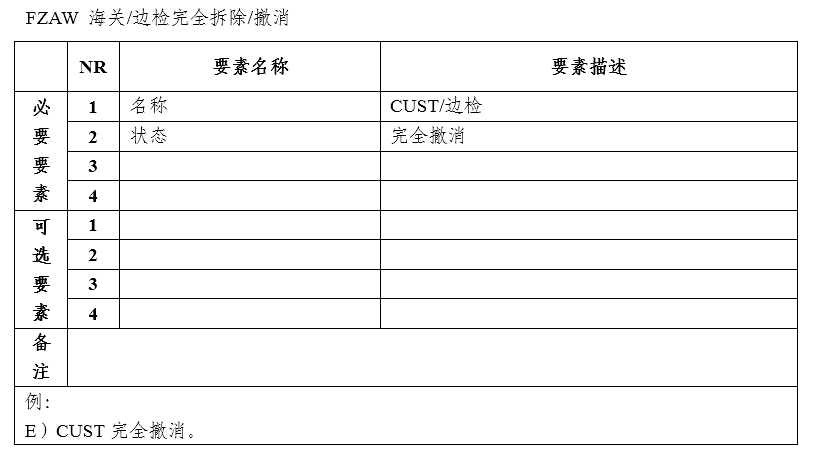 FZAW 海关/边检完全拆除/撤消
NR 要素名称 要素描述
必要要素
1 名称 CUST/边检
2 状态 完全撤消
3
4
可选要素
1
2
3
4
备注
例：
E）CUST 完全撤消。